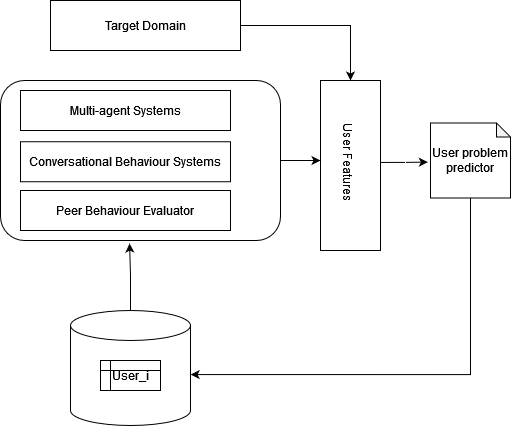 Target Domain
Multi-agent Systems
Conversational Behaviour Systems
Peer Behaviour Evaluator
User Features
User problem
predictor
User_i